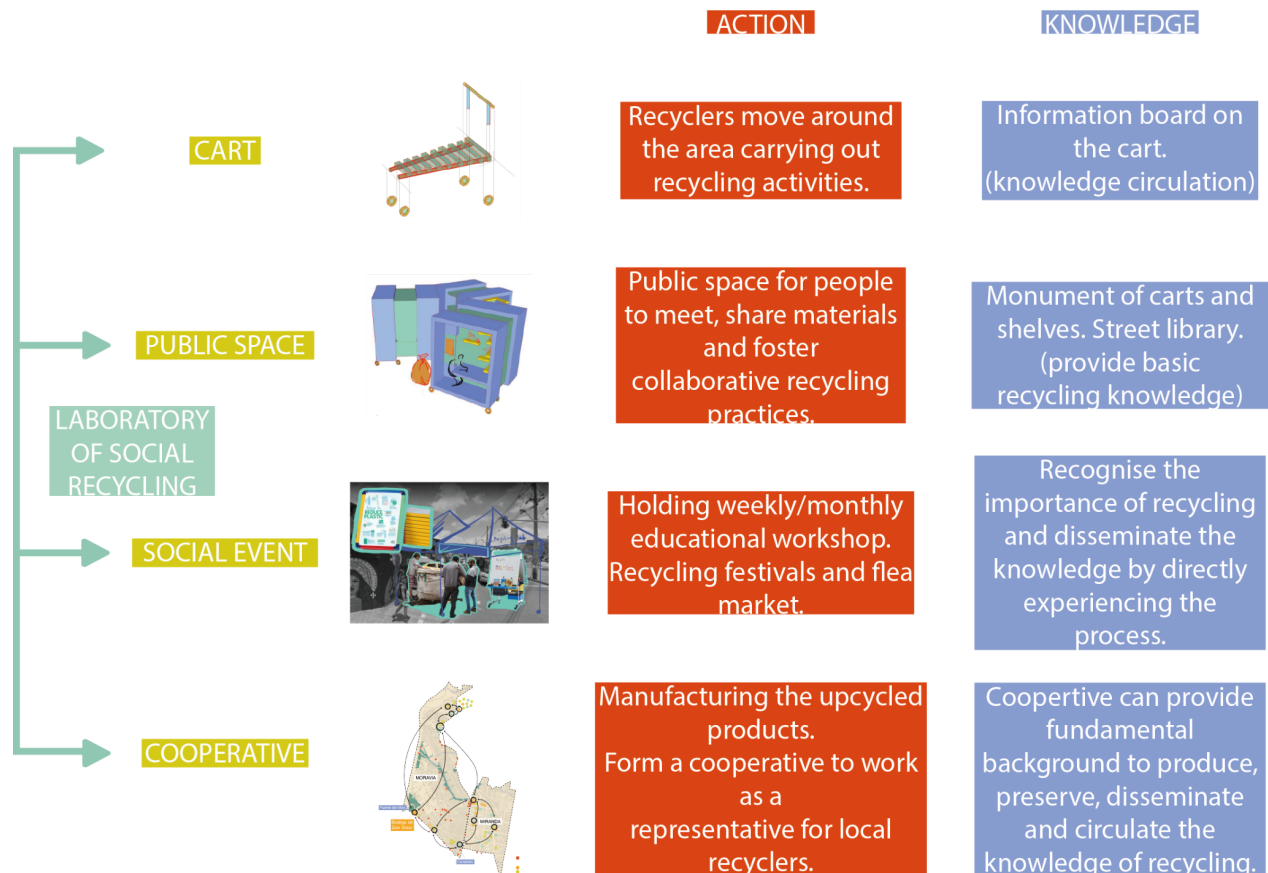 ACTION
KNOWLEDGE
CART
Recyclers move around
the area carrying out
recycling activities.
Information board on
the cart.
(knowledge circulation)
PUBLIC SPACE
Public space for people
to meet, share materials
and foster
collaborative recycling
practices.
Monument of carts and
shelves. Street library.
(provide basic
recycling knowledge)
LABORATORY
OF SOCIAL
RECYCLING
SOCIAL EVENT
REDUCE
PLASTIC
Holding weekly/monthly
educational workshop.
Recycling festivals and flea
market.
Recognise the
importance of recycling
and disseminate the
knowledge by directly
experiencing the
process.
COOPERATIVE
MORAVIA
MIRANDA
Manufacturing the upcycled
products.
Form a cooperative to work
as a
representative for local
recyclers.
Coopertive can provide
fundamental
background to produce,
preserve, disseminate
and circulate the
knowledge of recycling.